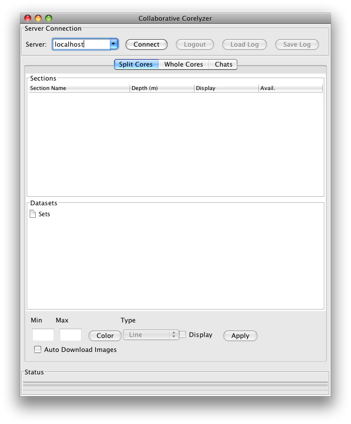 Collaborative Corelyzer
Server Connection
Server: localhost Connect Logout Load Log Save Log
Split Cores Whole Cores Chats
Sections
Section Name Depth (m) Display Avail.
Datasets
Sets
Min Max Type
Color Line Display Apply
Auto Download Images
Status